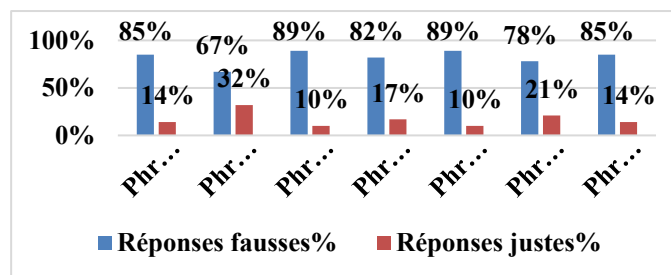 85% 67% 89% 82% 89% 78% 85%
100%
14% 32% 10% 17% 10% 21% 14%
50%
0%
Phr… Phr… Phr… Phr… Phr… Phr… Phr…
Réponses fausses% Réponses justes%